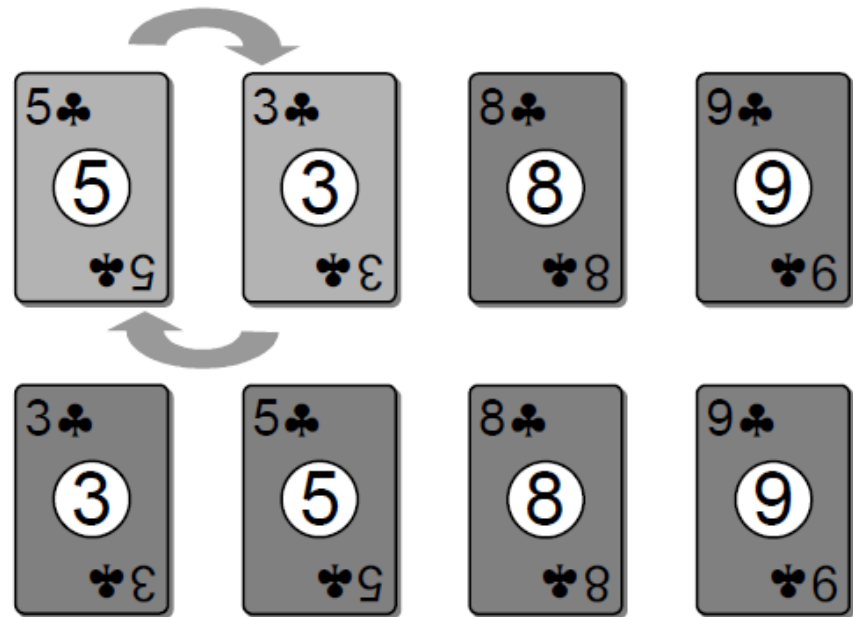 5♣ 3♣ 8♣ 9♣
5 3 8 9
♣5 ♣3 ♣8 ♣9
3♣ 5♣ 8♣ 9♣
3 5 8 9
♣3 ♣5 ♣8 ♣9